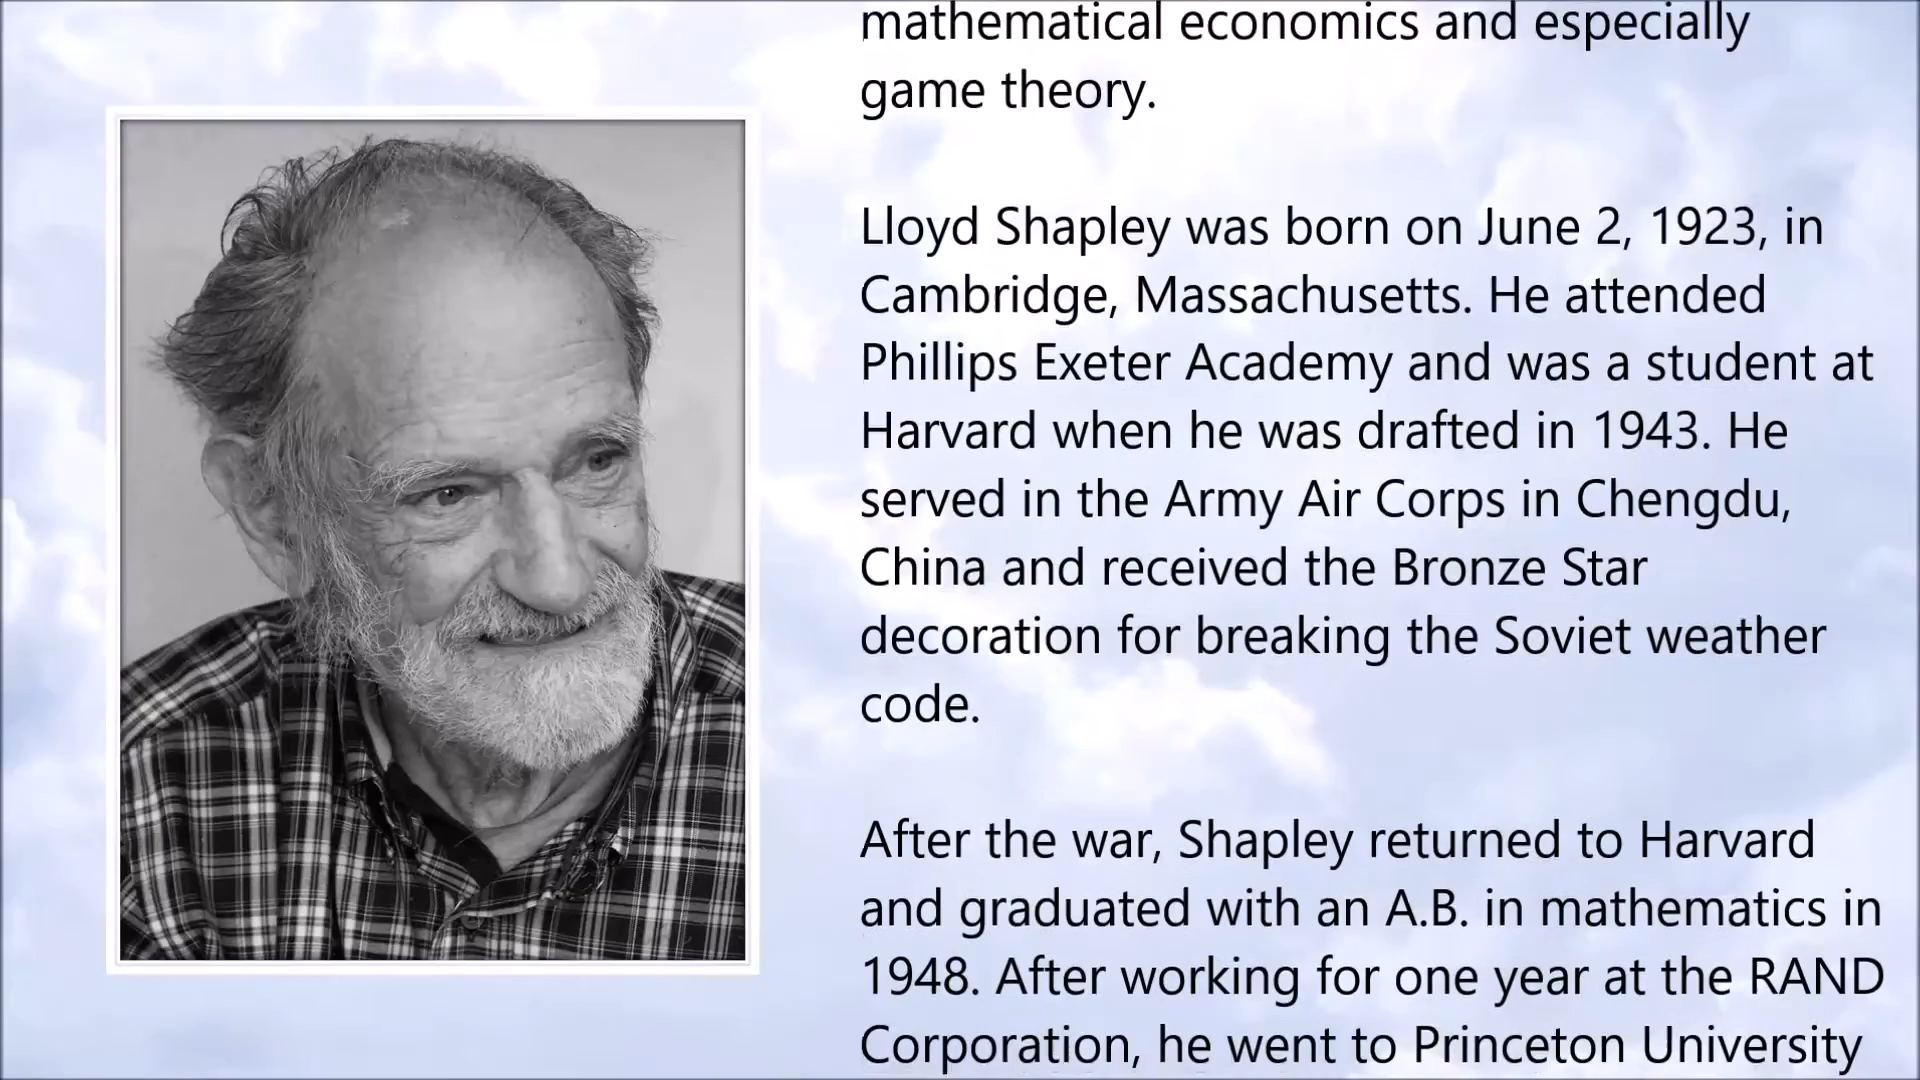 mathematical economics and especially
game theory.
Lloyd Shapley was born on June 2, 1923, in
Cambridge, Massachusetts. He attended
Phillips Exeter Academy and was a student at
Harvard when he was drafted in 1943. He
served in the Army Air Corps in Chengdu,
China and received the Bronze Star
decoration for breaking the Soviet weather
code.
After the war, Shapley returned to Harvard
and graduated with an A.B. in mathematics in
1948. After working for one year at the RAND
Corporation, he went to Princeton University